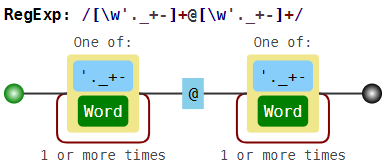 RegExp: /[\w'._+-]+@[\w'._+-]+/
One of: One of:
'._+- '._+-
Word @ Word
1 or more times 1 or more times